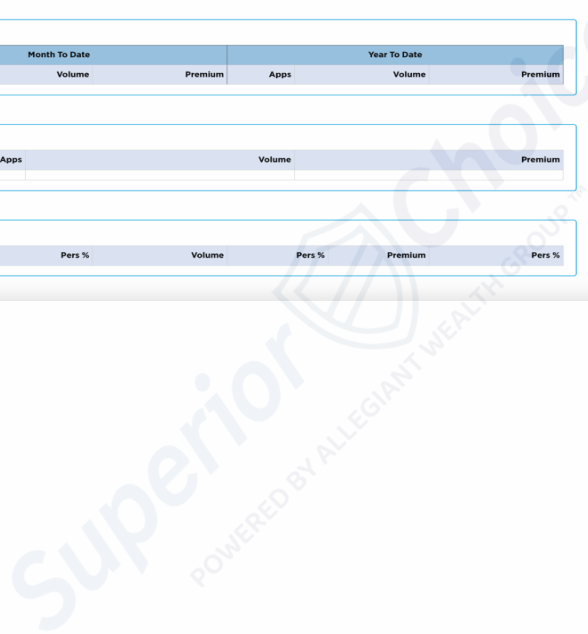 Month To Date Year To Date
Volume Premium Apps Volume Premium
Apps Volume Premium
Pers % Volume Pers % Premium Pers %
Superior Choice
POWERED BY ALLEGIANT WEALTH GROUP™